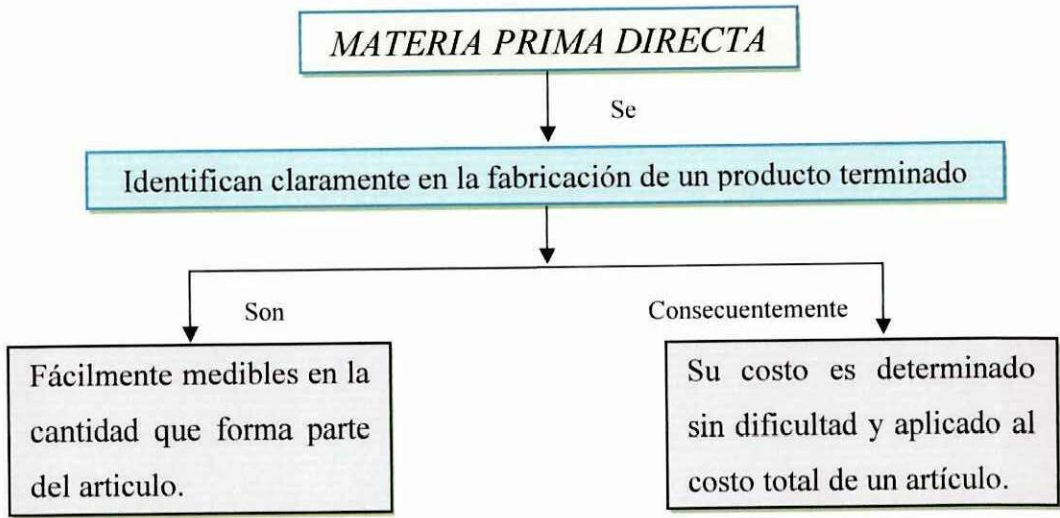 MATERIA PRIMA DIRECTA
Se
Identifican claramente en la fabricación de un producto terminado
Son
Fácilmente medibles en la
cantidad que forma parte
del articulo.
Consecuentemente
Su costo es determinado
sin dificultad y aplicado al
costo total de un artículo.